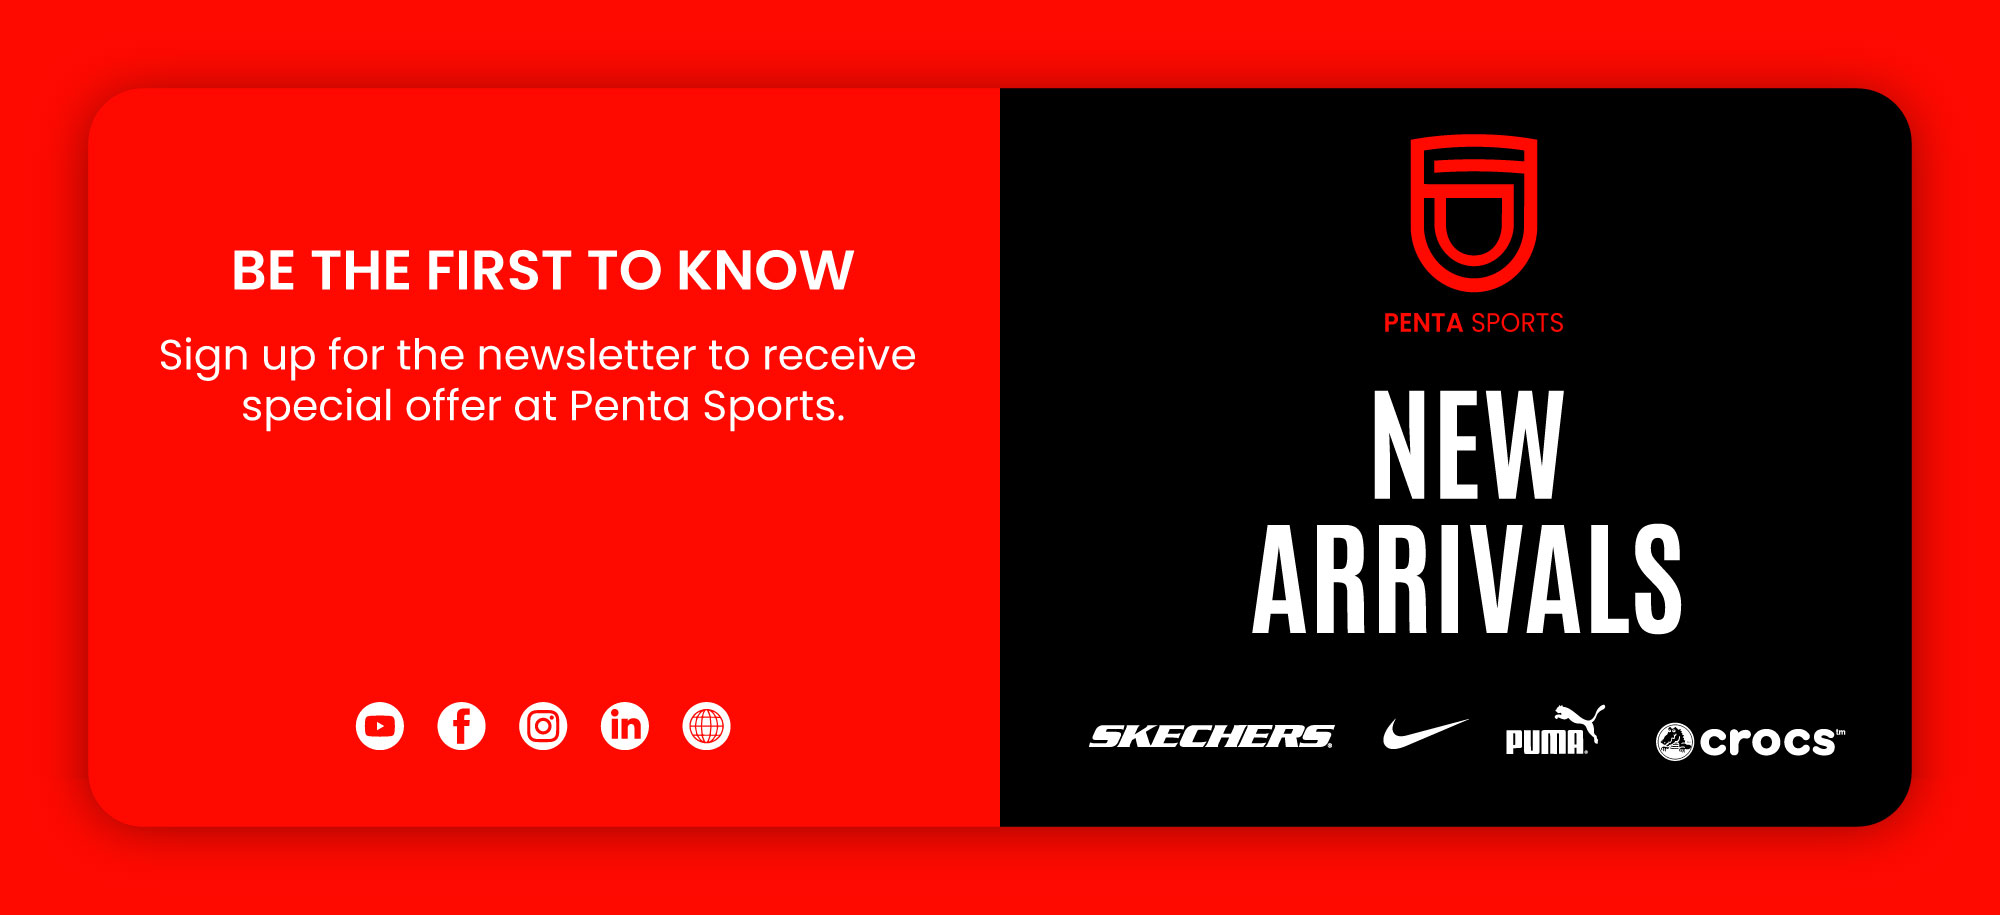 BE THE FIRST TO KNOW
Sign up for the newsletter to receive
special offer at Penta Sports.
in
PENTA SPORTS
NEW
ARRIVALS
SKECHERS®
PUMA®
crocs™